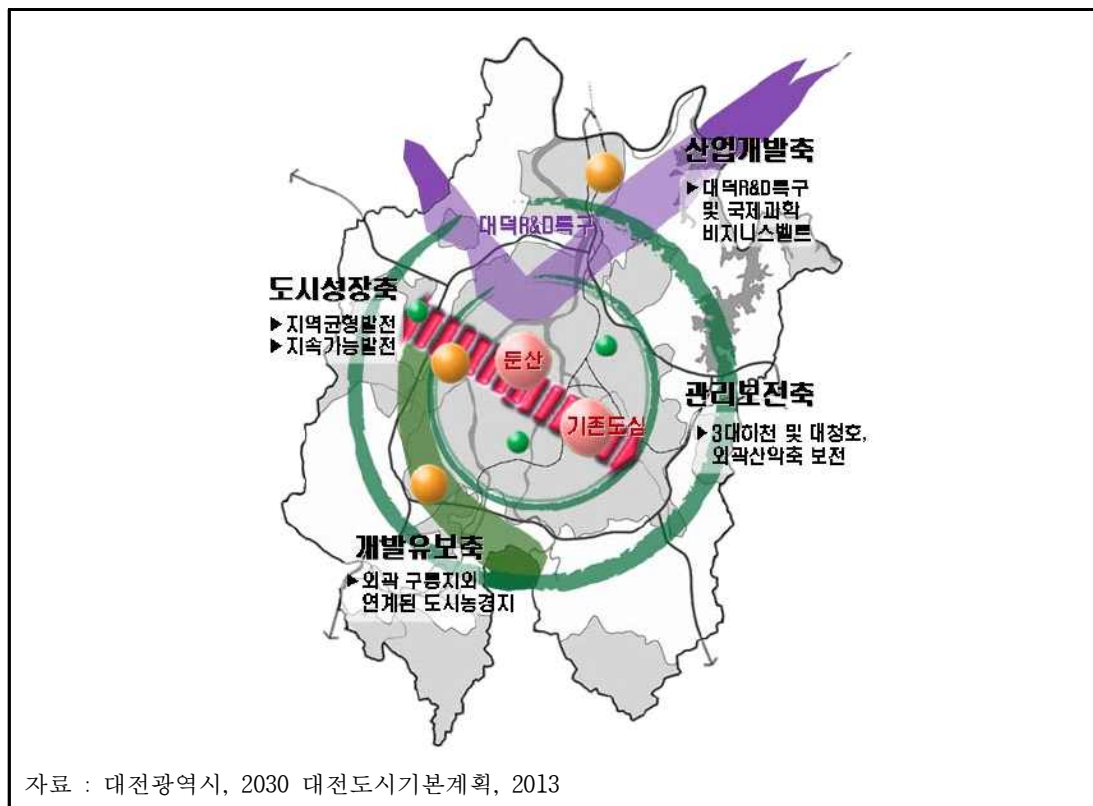 산업개발축
▶대덕R&D특구
및 국제과학
비지니스벨트
대덕R&D특구
도시성장축
▶지역균형발전
▶지속가능발전
둔산
기존도심
관리보전축
▶3대하천 및 대청호,
외곽산악축 보전
개발유보축
▶외곽 구릉지와
연계된 도시농경지
자료 : 대전광역시, 2030 대전도시기본계획, 2013